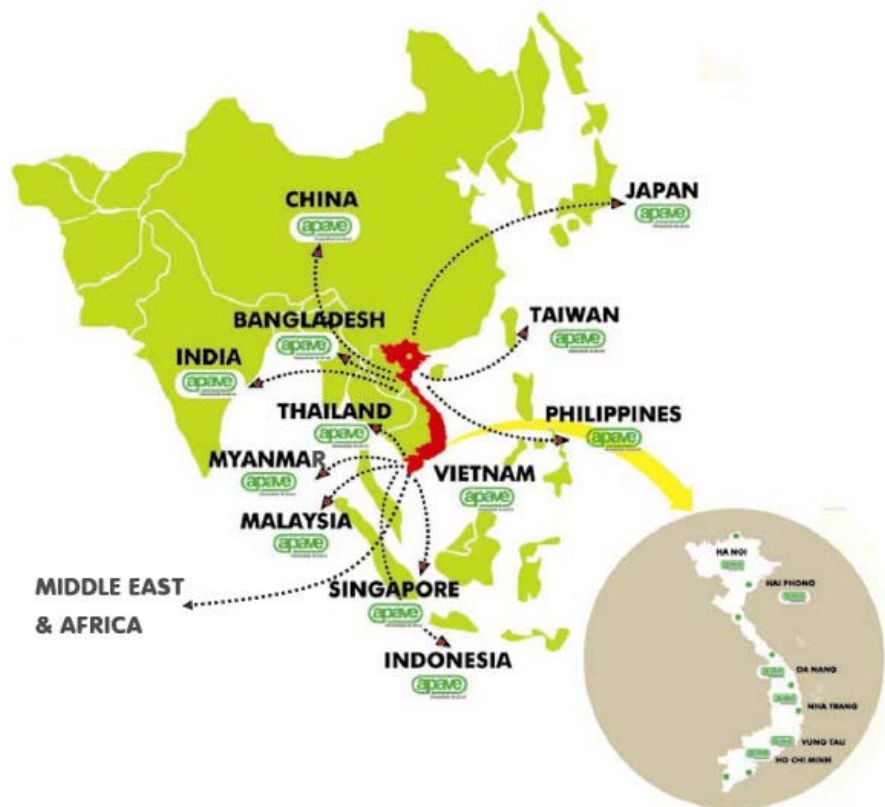 CHINA
apave
JAPAN
apave
BANGLADESH
apave
TAIWAN
apave
INDIA
apave
THAILAND
apave
PHILIPPINES
apave
MYANMAR
apave
VIETNAM
apave
MALAYSIA
apave
MIDDLE EAST
& AFRICA
SINGAPORE
apave
INDONESIA
apave
HA NOI
HAI PHONG
DA NANG
NHA TRANG
VUNG TAU
HO CHI MINH